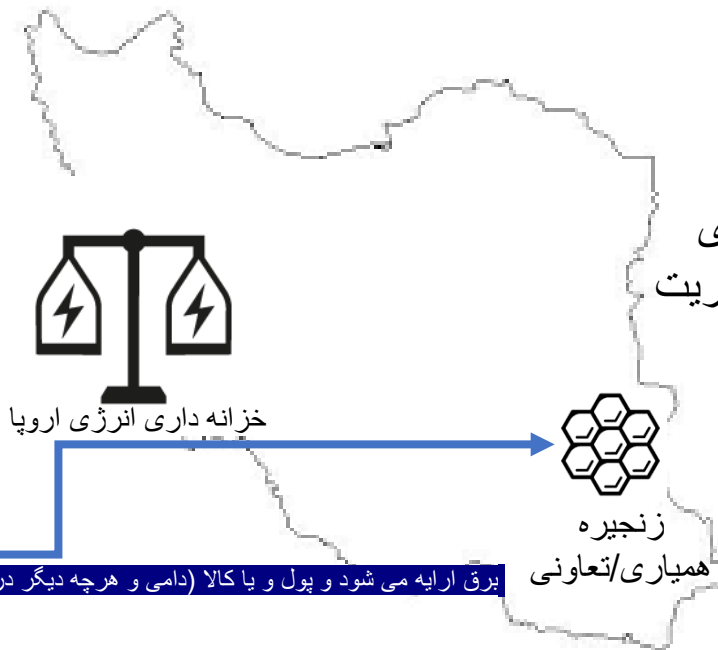 خزانه داری انرژی اروپا
زنجیره
همیاری/تعاونی
برق ارایه می شود و پول و یا کالا (دامی و هرچه دیگر در